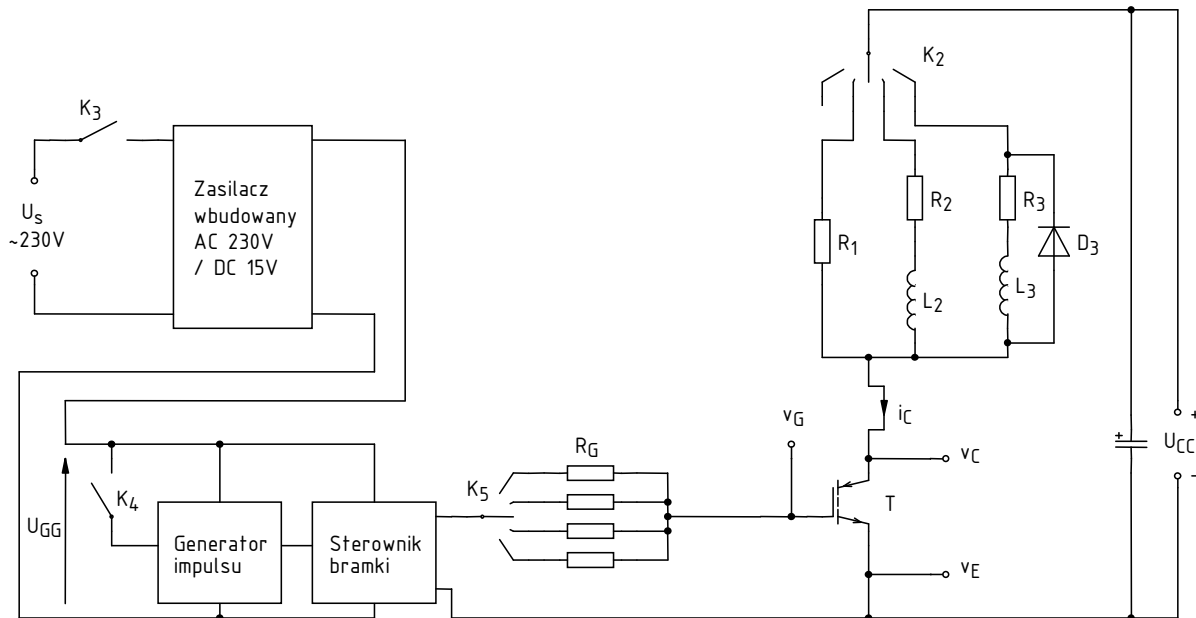 K2
K3
Zasilacz
wbudowany
AC 230V
/ DC 15V
Us
~230V
R1
R2
L2
R3
L3
D3
vG
iC
vC
+
UCC
−
+
RG
K5
T
K4
UGG
Generator
impulsu
Sterownik
bramki
vE